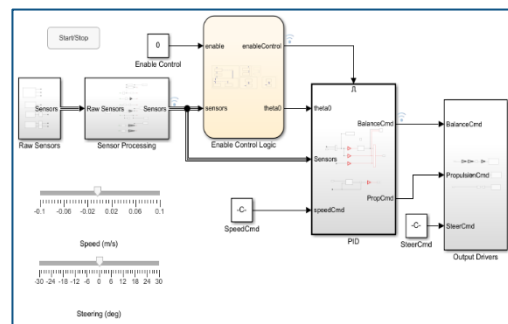 Start/Stop
0
Enable Control
enable
enableControl
sensors
theta0
Enable Control Logic
Sensors
Raw Sensors
Raw Sensors
Sensors
Sensor Processing
theta0
Sensors
speedCmd
BalanceCmd
PropCmd
PID
-C-
SpeedCmd
-C-
SteerCmd
BalanceCmd
PropulsionCmd
SteerCmd
Output Drivers
-0.1 -0.06 -0.02 0.02 0.06 0.1
Speed (m/s)
-30 -24 -18 -12 -6 0 6 12 18 24 30
Steering (deg)